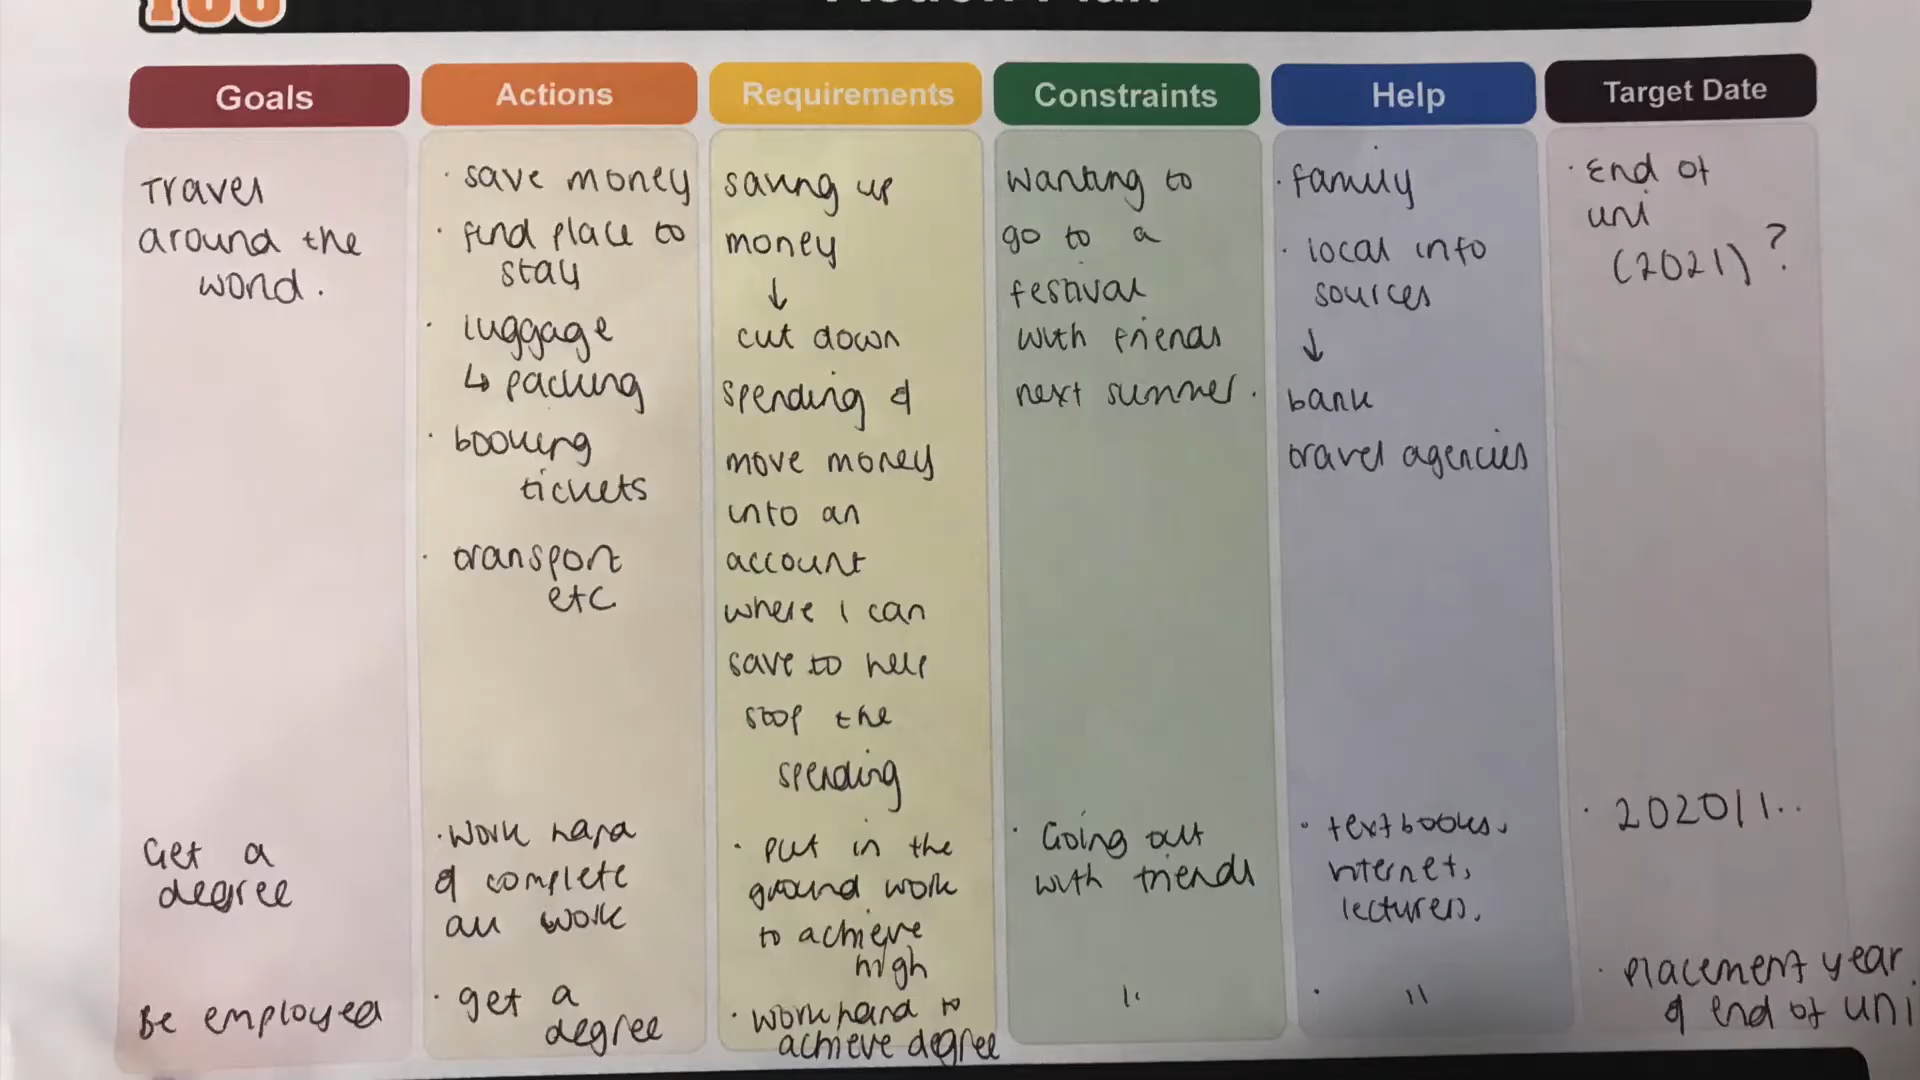 Action Plan
Goals
Actions
Requirements
Constraints
Help
Target Date
Travel
around the
world.
· save money
· find place to
stay
· luggage
↳ packing
· booking
tickets
· transport
etc
saving up
money
↓
cut down
spending &
move money
into an
account
where I can
save to help
stop the
spending
wanting to
go to a
festival
with friends
next summer.
· family
· local info
sources
↓
bank
travel agencies
· End of
uni
(2021)?
Get a
degree
· Work hard
& complete
all work
· put in the
ground work
to achieve
high
· Going out
with friends
· textbooks,
internet,
lecturers.
· 2020/1..
Be employed
· get a
degree
· work hard to
achieve degree
"
· "
· Placement year
& end of uni